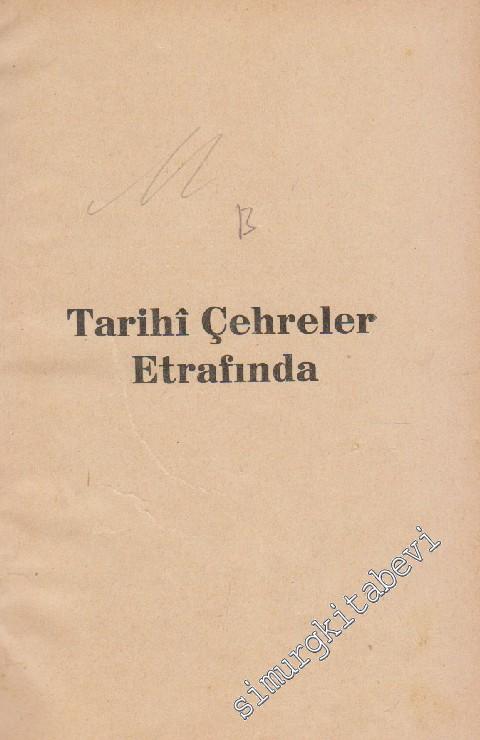 B
Tarihî Çehreler
Etrafında
simurgkitabevi